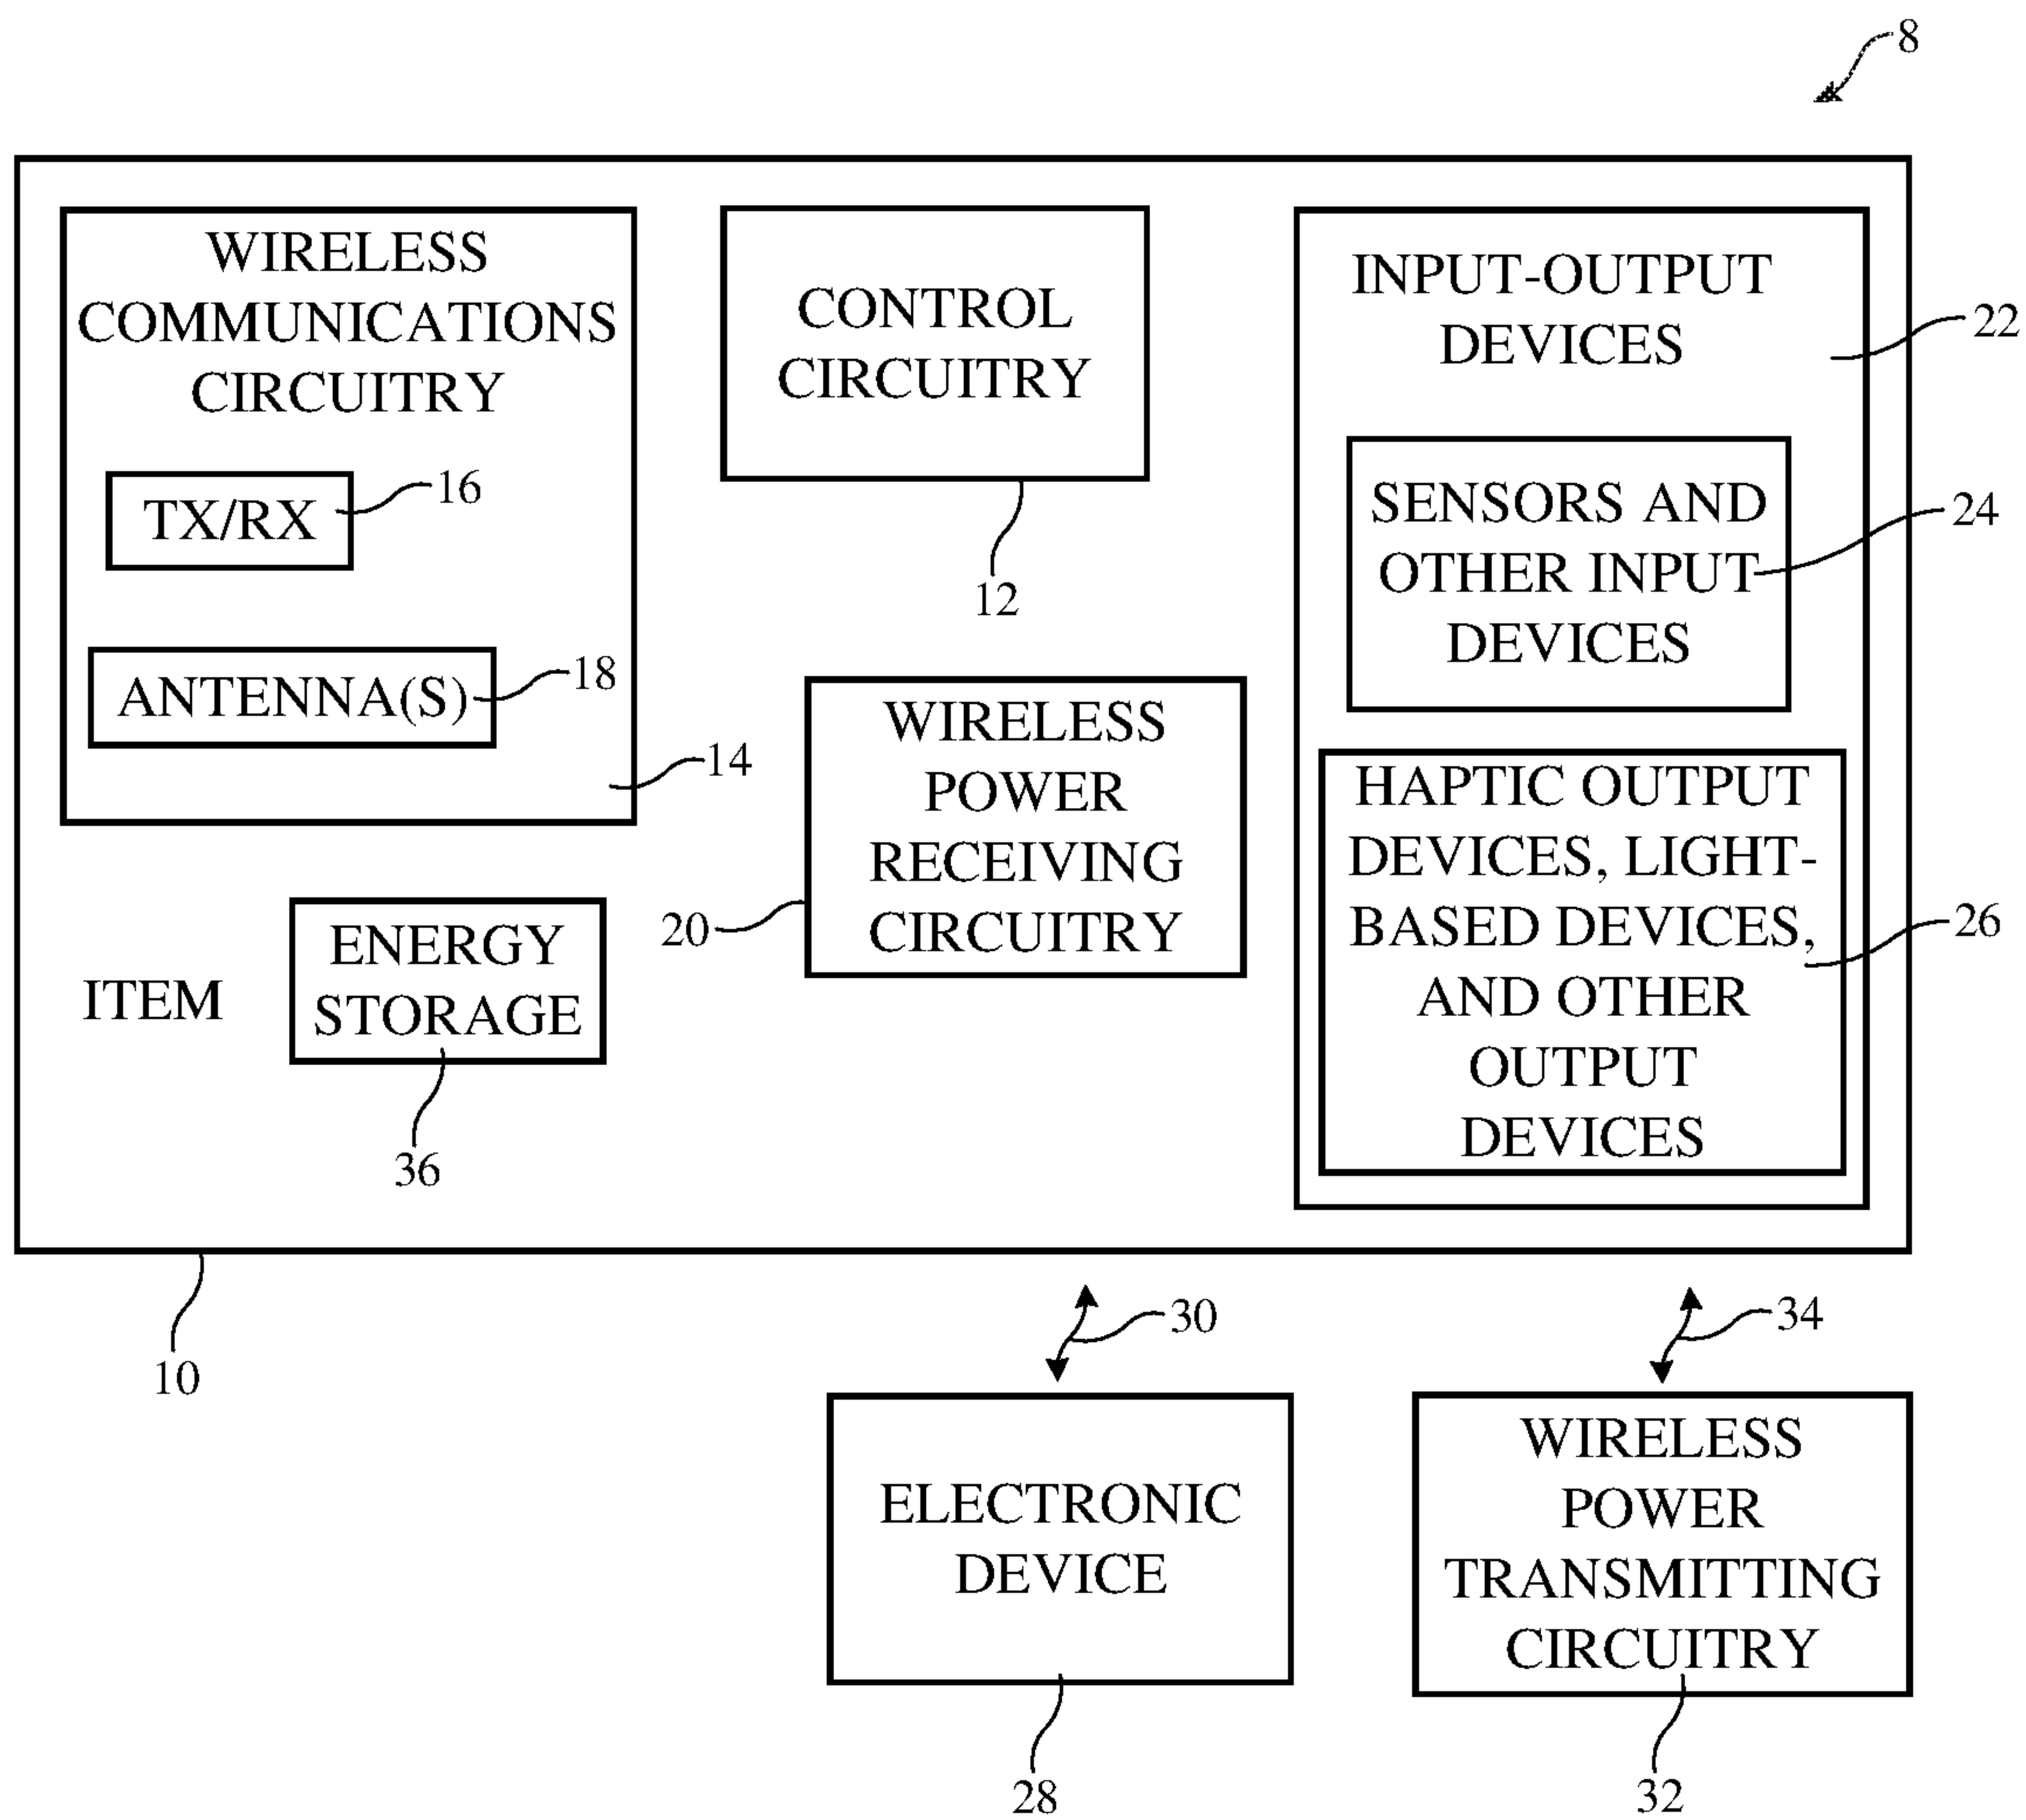 8
WIRELESS
COMMUNICATIONS
CIRCUITRY
TX/RX
16
ANTENNA(S)
18
14
CONTROL
CIRCUITRY
12
INPUT-OUTPUT
DEVICES
22
SENSORS AND
OTHER INPUT
DEVICES
24
WIRELESS
POWER
RECEIVING
CIRCUITRY
20
HAPTIC OUTPUT
DEVICES, LIGHT-
BASED DEVICES,
AND OTHER
OUTPUT
DEVICES
26
ITEM
ENERGY
STORAGE
36
10
30
34
ELECTRONIC
DEVICE
28
WIRELESS
POWER
TRANSMITTING
CIRCUITRY
32